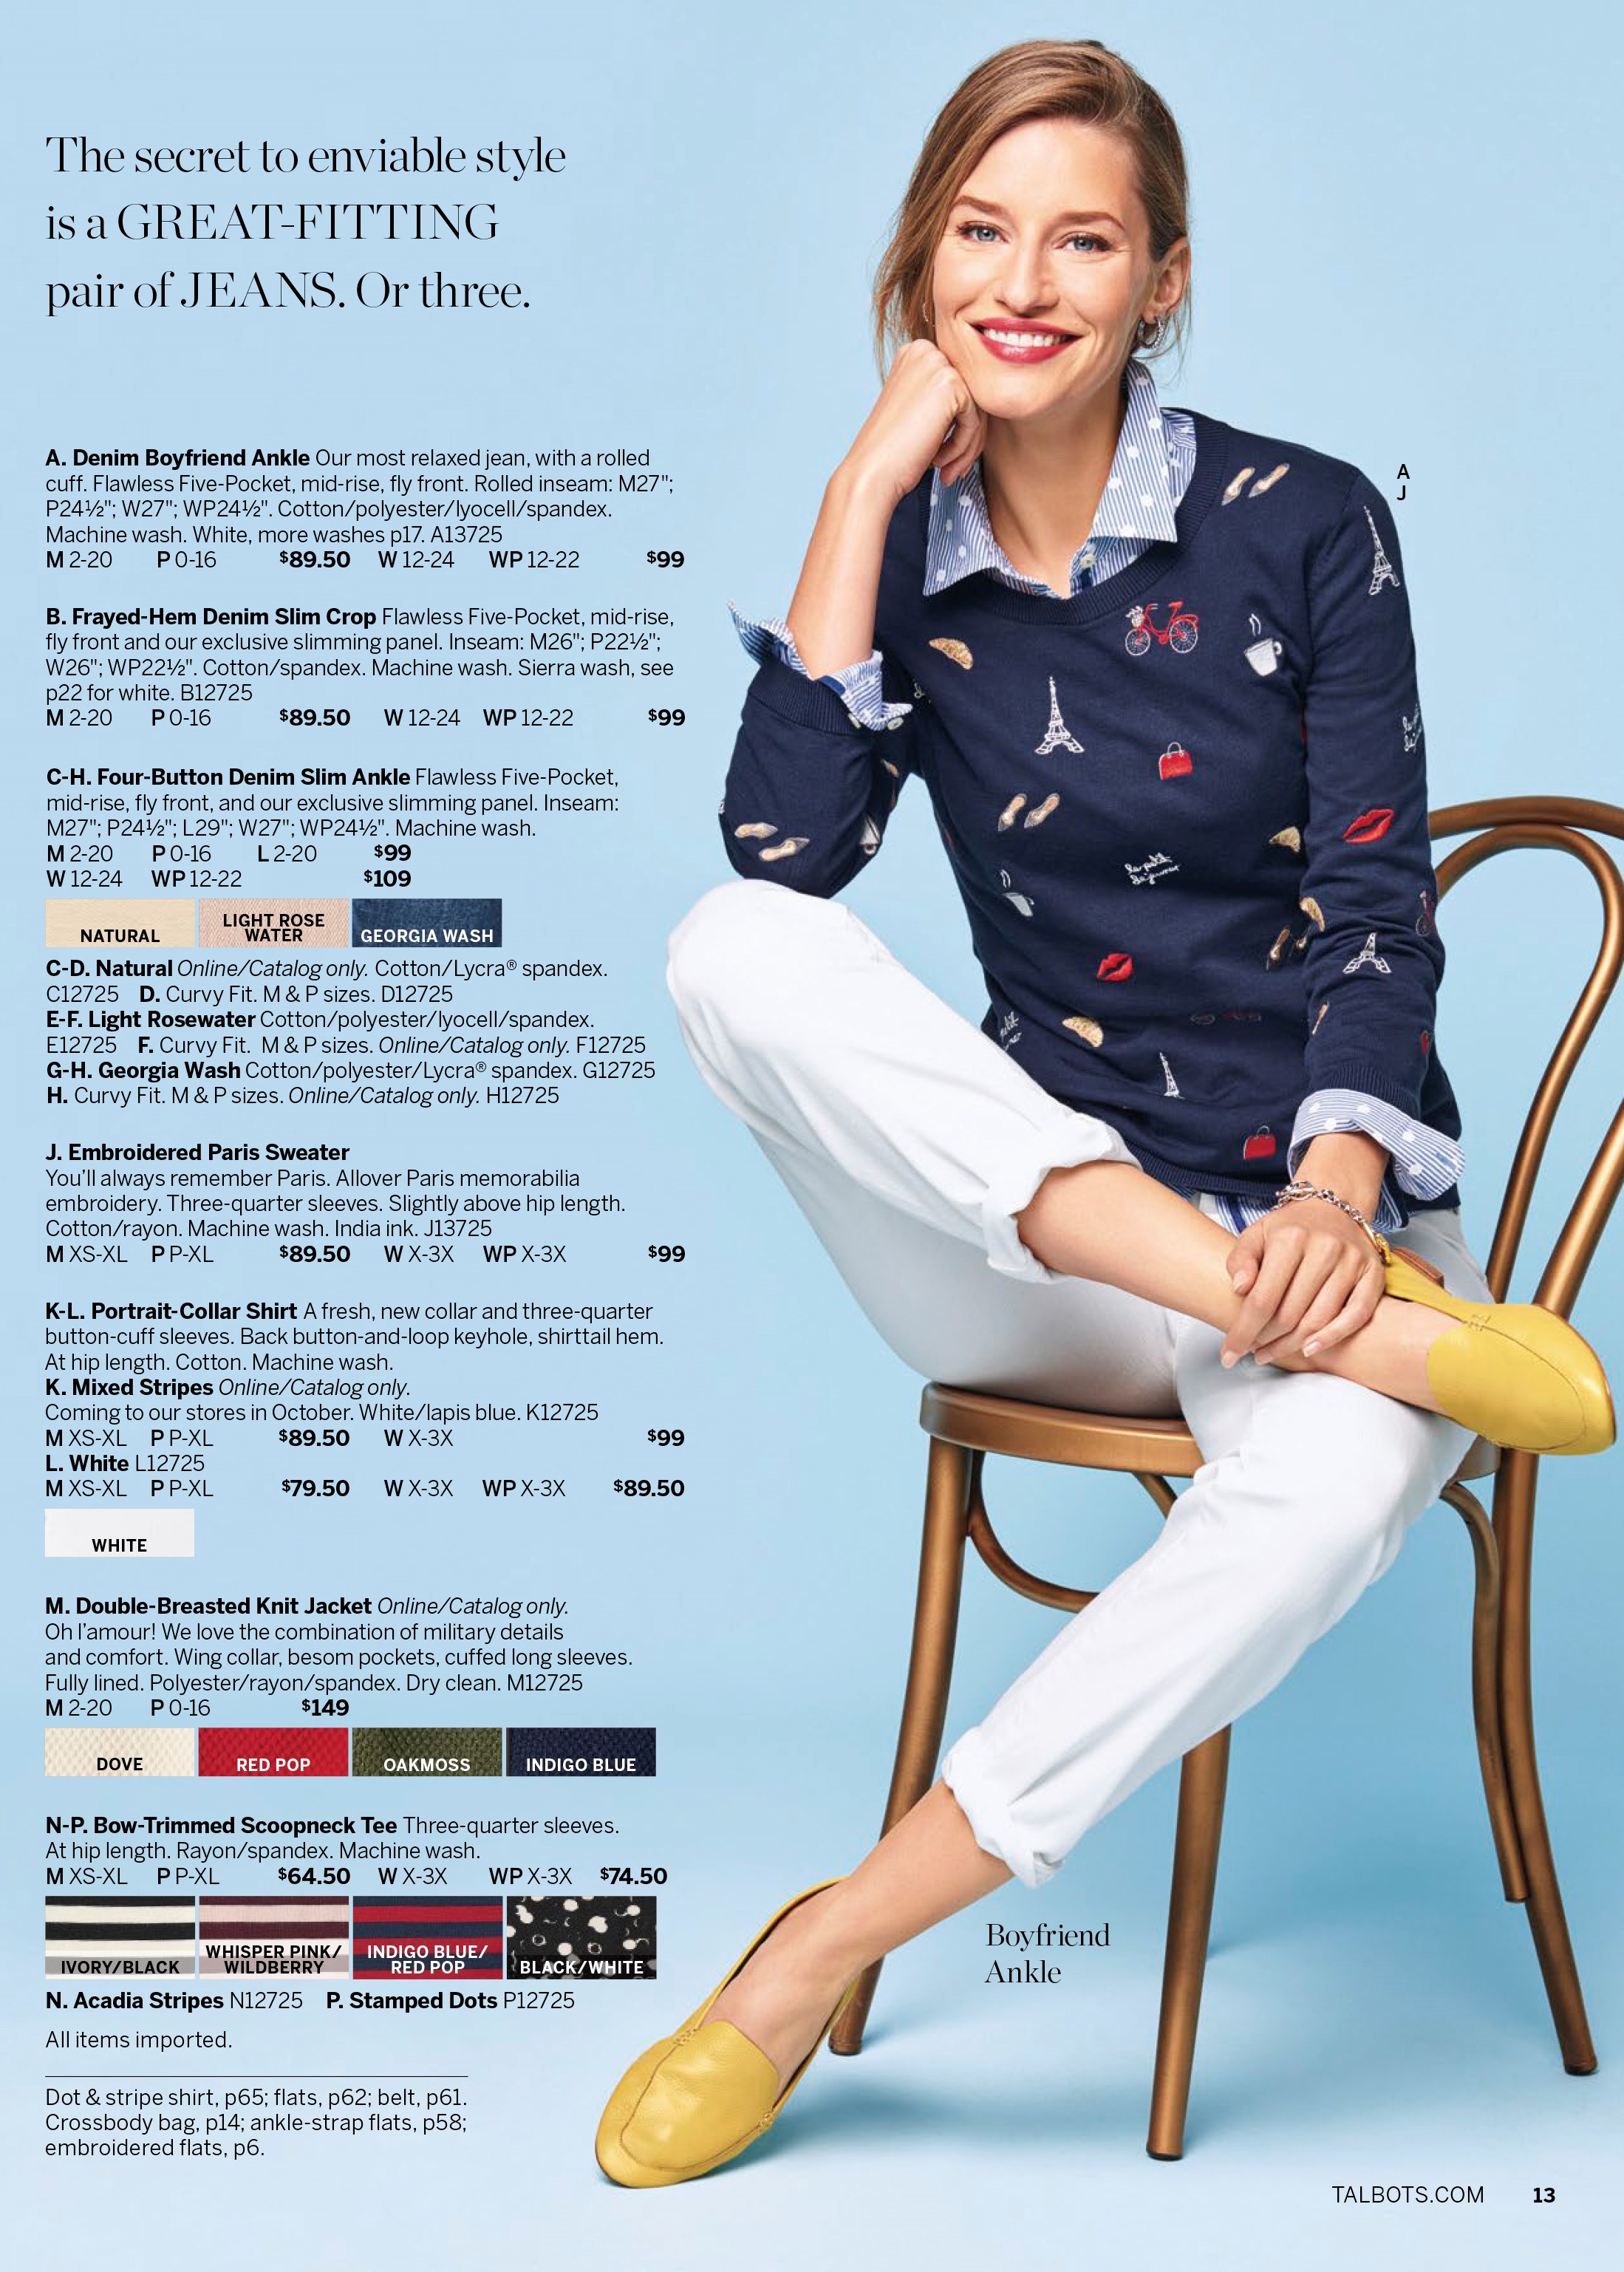 The secret to enviable style
is a GREAT-FITTING
pair of JEANS. Or three.
A. Denim Boyfriend Ankle Our most relaxed jean, with a rolled
cuff. Flawless Five-Pocket, mid-rise, fly front. Rolled inseam: M27";
P24½"; W27"; WP24½". Cotton/polyester/lyocell/spandex.
Machine wash. White, more washes p17. A13725
M 2-20 P 0-16 $89.50 W 12-24 WP 12-22 $99
B. Frayed-Hem Denim Slim Crop Flawless Five-Pocket, mid-rise,
fly front and our exclusive slimming panel. Inseam: M26"; P22½";
W26"; WP22½". Cotton/spandex. Machine wash. Sierra wash, see
p22 for white. B12725
M 2-20 P 0-16 $89.50 W 12-24 WP 12-22 $99
C-H. Four-Button Denim Slim Ankle Flawless Five-Pocket,
mid-rise, fly front, and our exclusive slimming panel. Inseam:
M27"; P24½"; L29"; W27"; WP24½". Machine wash.
M 2-20 P 0-16 L 2-20 $99
W 12-24 WP 12-22 $109
NATURAL LIGHT ROSE WATER GEORGIA WASH
C-D. Natural Online/Catalog only. Cotton/Lycra® spandex.
C12725 D. Curvy Fit. M & P sizes. D12725
E-F. Light Rosewater Cotton/polyester/lyocell/spandex.
E12725 F. Curvy Fit. M & P sizes. Online/Catalog only. F12725
G-H. Georgia Wash Cotton/polyester/Lycra® spandex. G12725
H. Curvy Fit. M & P sizes. Online/Catalog only. H12725
J. Embroidered Paris Sweater
You'll always remember Paris. Allover Paris memorabilia
embroidery. Three-quarter sleeves. Slightly above hip length.
Cotton/rayon. Machine wash. India ink. J13725
M XS-XL P P-XL $89.50 W X-3X WP X-3X $99
K-L. Portrait-Collar Shirt A fresh, new collar and three-quarter
button-cuff sleeves. Back button-and-loop keyhole, shirttail hem.
At hip length. Cotton. Machine wash.
K. Mixed Stripes Online/Catalog only.
Coming to our stores in October. White/lapis blue. K12725
M XS-XL P P-XL $89.50 W X-3X $99
L. White L12725
M XS-XL P P-XL $79.50 W X-3X WP X-3X $89.50
WHITE
M. Double-Breasted Knit Jacket Online/Catalog only.
Oh l'amour! We love the combination of military details
and comfort. Wing collar, besom pockets, cuffed long sleeves.
Fully lined. Polyester/rayon/spandex. Dry clean. M12725
M 2-20 P 0-16 $149
DOVE RED POP OAKMOSS INDIGO BLUE
N-P. Bow-Trimmed Scoopneck Tee Three-quarter sleeves.
At hip length. Rayon/spandex. Machine wash.
M XS-XL P P-XL $64.50 W X-3X WP X-3X $74.50
IVORY/BLACK WHISPER PINK/ WILDBERRY INDIGO BLUE/ RED POP BLACK/WHITE
N. Acadia Stripes N12725 P. Stamped Dots P12725
All items imported.
Dot & stripe shirt, p65; flats, p62; belt, p61.
Crossbody bag, p14; ankle-strap flats, p58;
embroidered flats, p6.
A
J
le petit
déjeuner
Boyfriend
Ankle
TALBOTS.COM 13